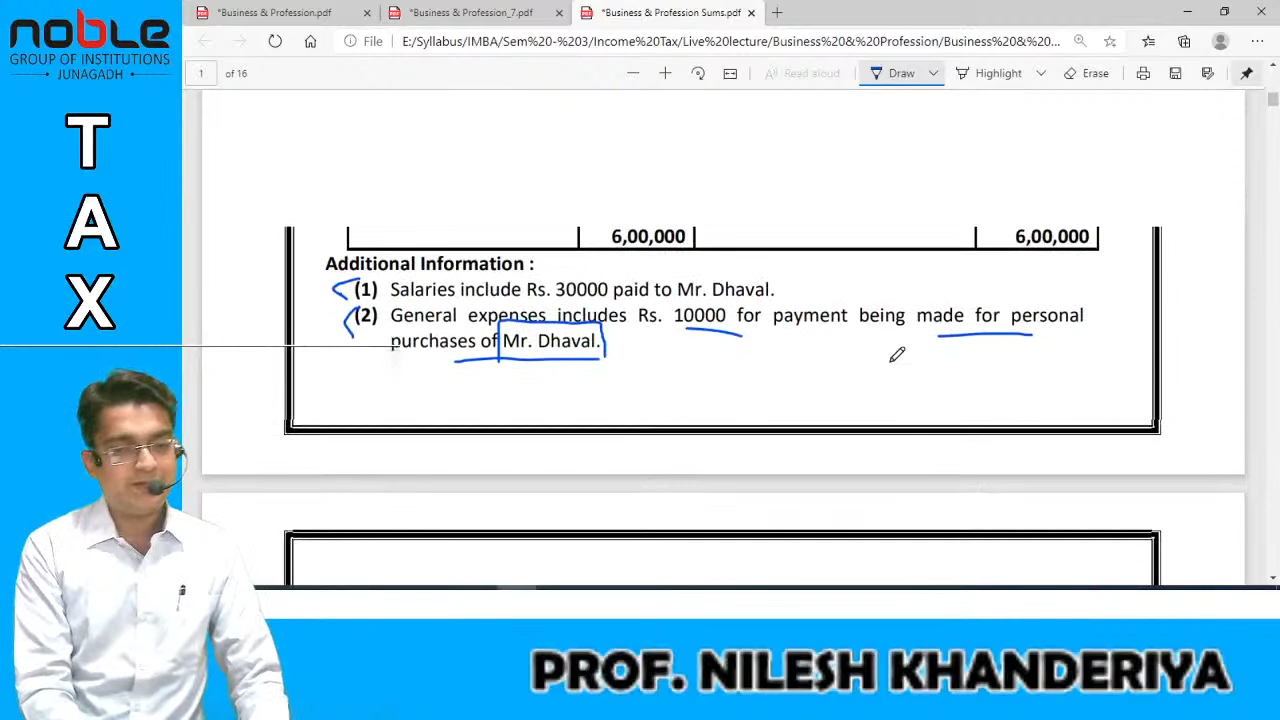 noble
GROUP OF INSTITUTIONS
JUNAGADH
T
A
X
*Business & Profession.pdf
*Business & Profession_7.pdf
*Business & Profession Sums.pdf
File
E:/Syllabus/IMBA/Sem%20-%203/Income%20Tax/Live%20lecture/Business%20&%20Profession/Business%20&%20...
1 of 16
Read aloud
Draw
Highlight
Erase
6,00,000 6,00,000
Additional Information :
(1) Salaries include Rs. 30000 paid to Mr. Dhaval.
(2) General expenses includes Rs. 10000 for payment being made for personal
purchases of Mr. Dhaval.
PROF. NILESH KHANDERIYA